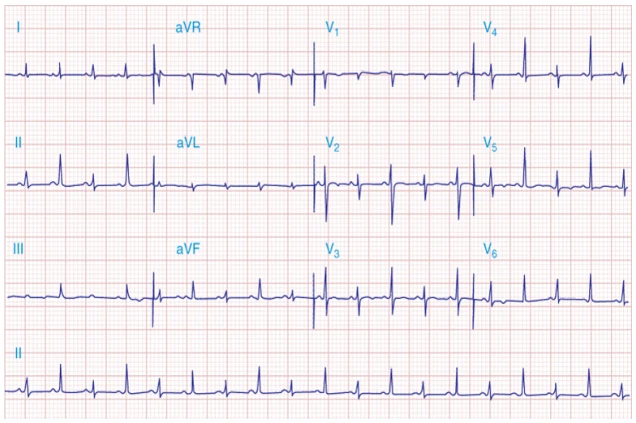 I aVR V₁ V₄
II aVL V₂ V₅
III aVF V₃ V₆
II